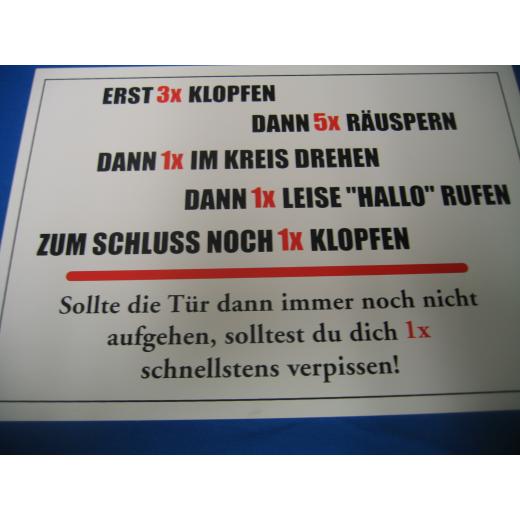 ERST 3x KLOPFEN
DANN 5x RÄUSPERN
DANN 1x IM KREIS DREHEN
DANN 1x LEISE "HALLO" RUFEN
ZUM SCHLUSS NOCH 1x KLOPFEN
Sollte die Tür dann immer noch nicht
aufgehen, solltest du dich 1x
schnellstens verpissen!